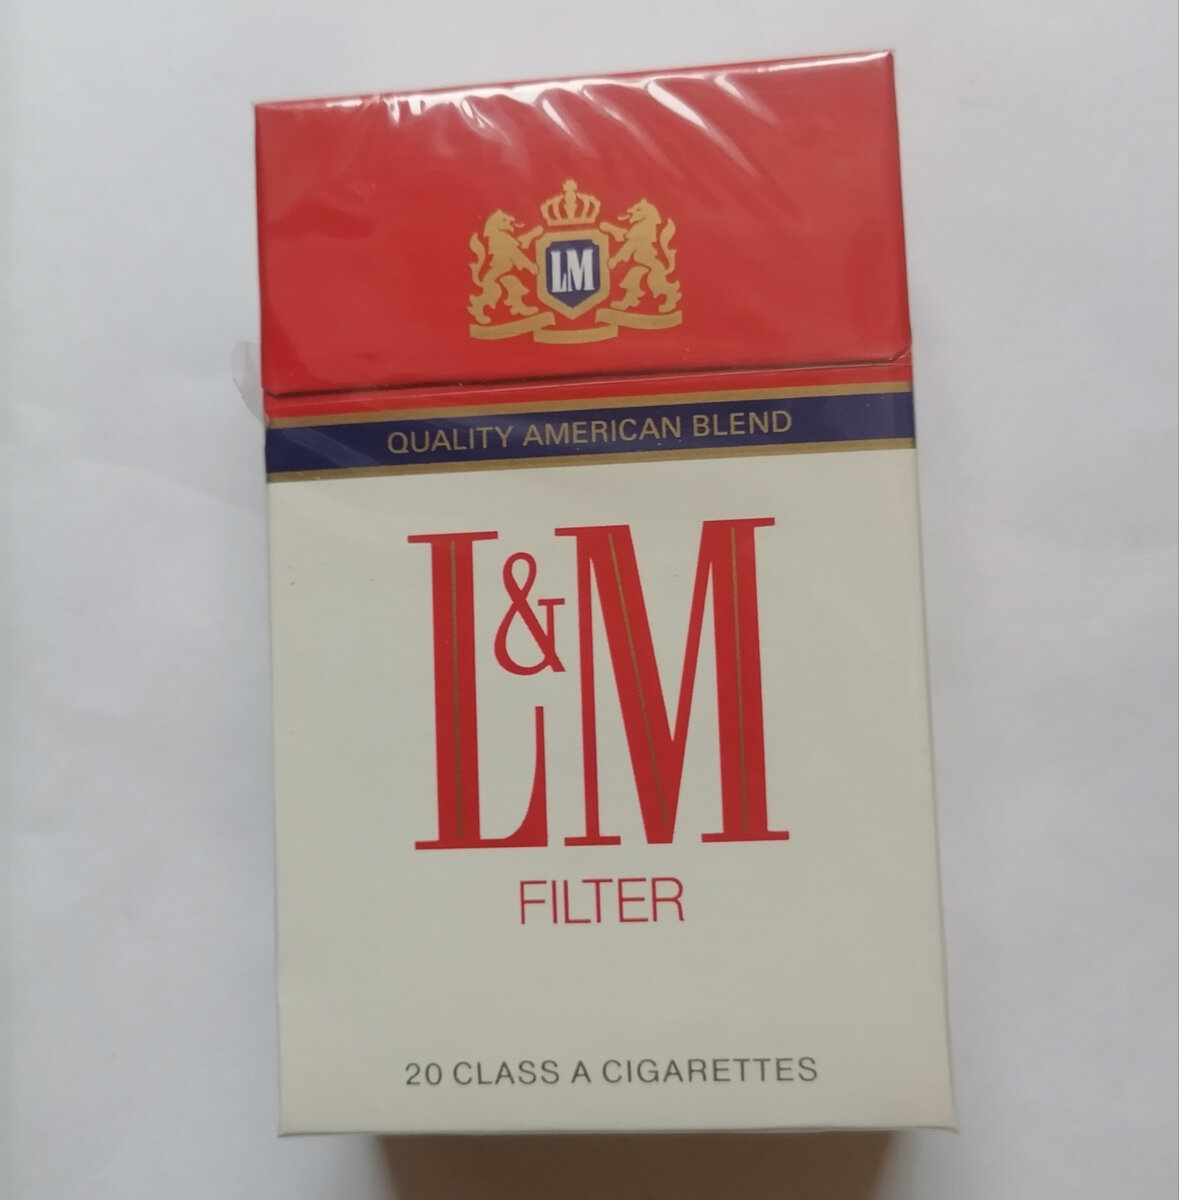 LM
QUALITY AMERICAN BLEND
L&M
FILTER
20 CLASS A CIGARETTES